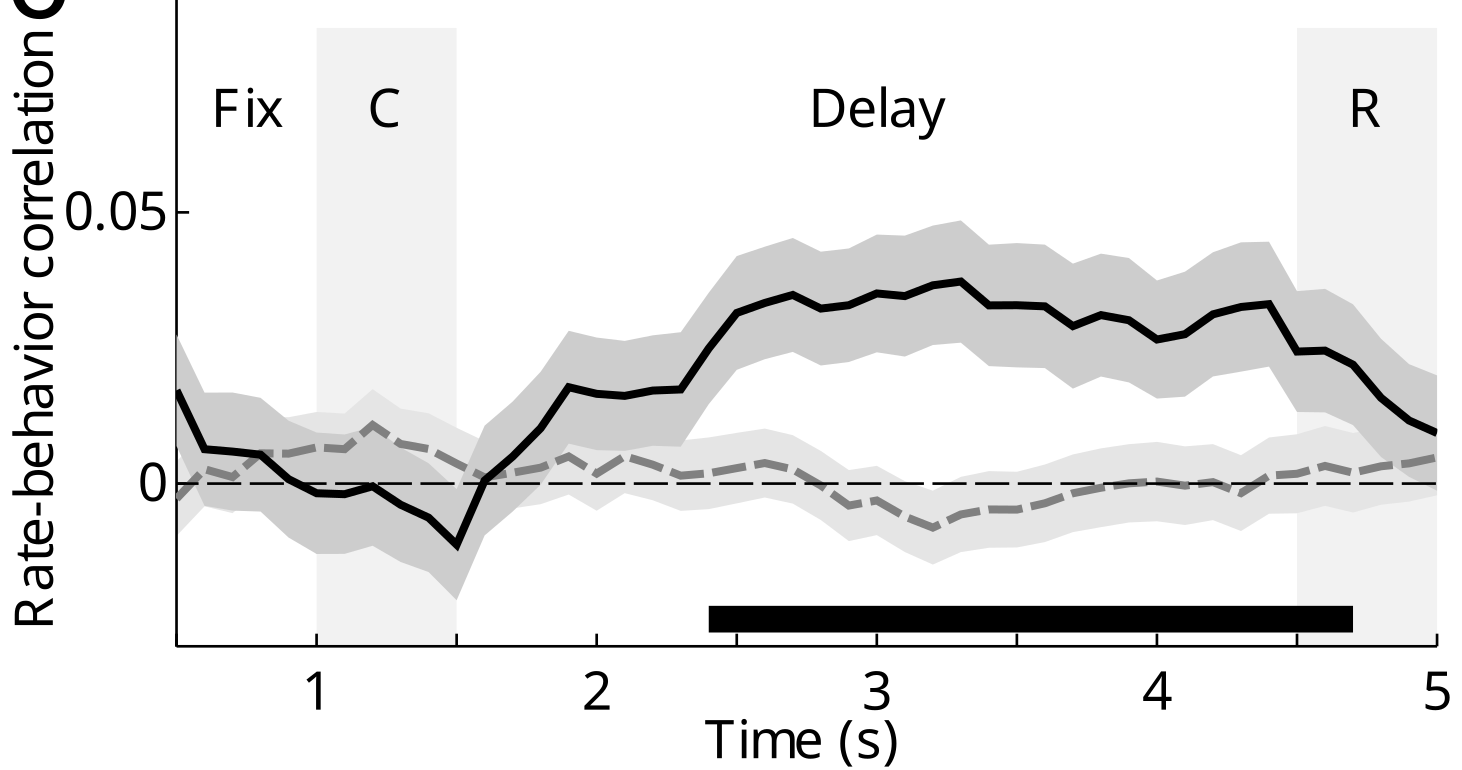 Rate-behavior correlation
Fix
C
Delay
R
0.05
0
1
2
3
4
5
Time (s)